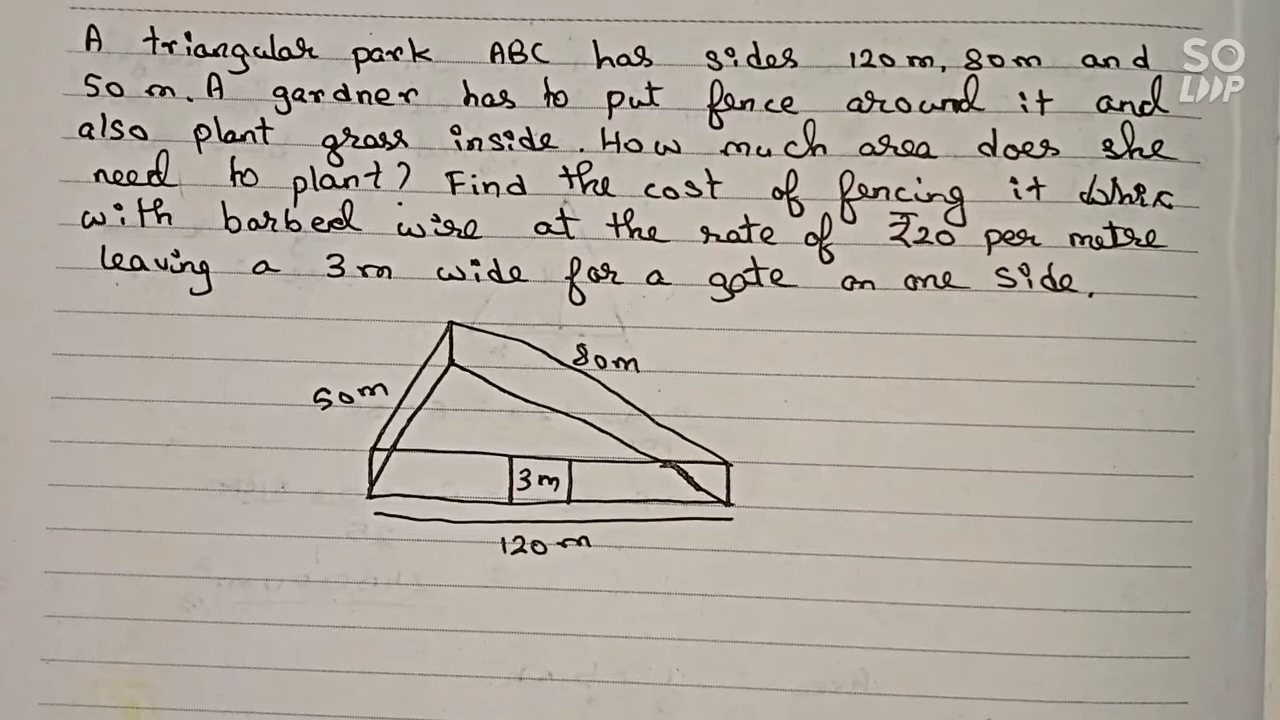 A triangular park ABC has sides 120 m, 80 m and
50 m. A gardner has to put fence around it and
also plant grass inside. How much area does she
need to plant? Find the cost of fencing it
with barbed wire at the rate of ₹20 per metre
leaving a 3 m wide for a gate on one side.
80m
50m
3m
120 m
SO
LOOP